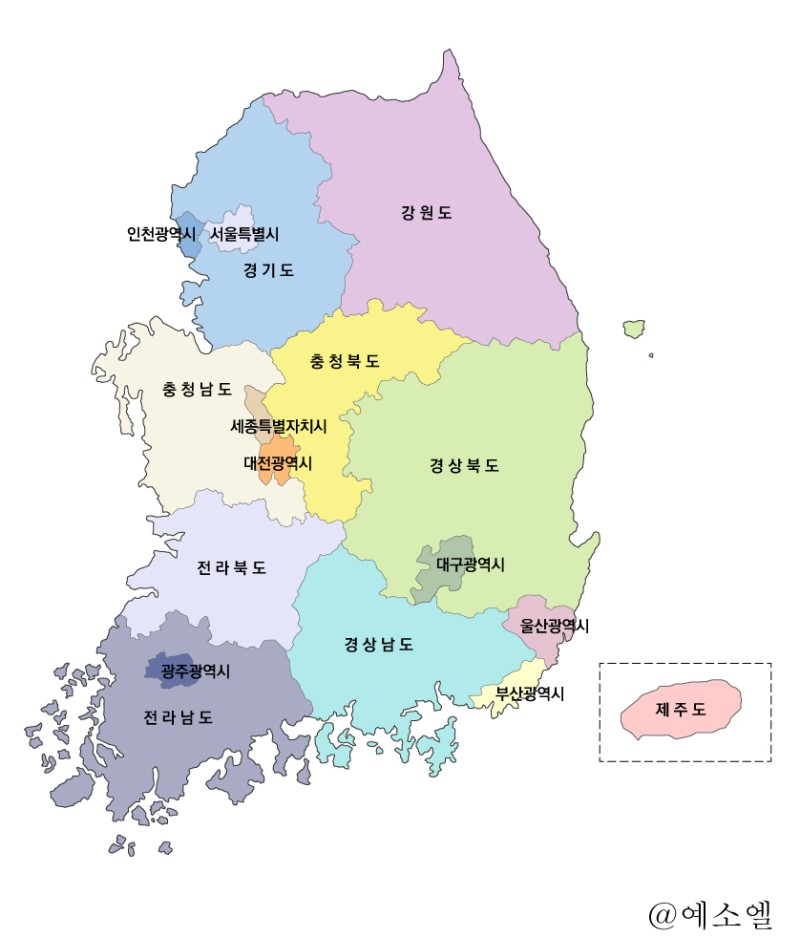 강원도
인천광역시
서울특별시
경기도
충청북도
충청남도
세종특별자치시
대전광역시
경상북도
대구광역시
전라북도
울산광역시
경상남도
광주광역시
부산광역시
제주도
전라남도
@예소엘